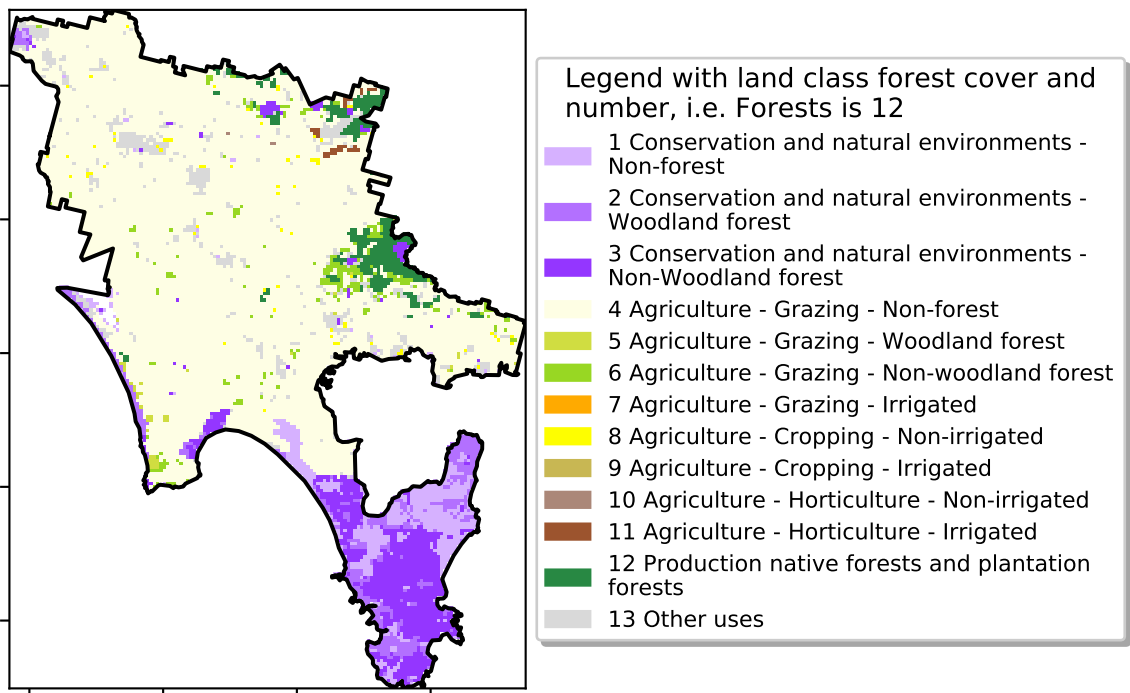 Legend with land class forest cover and
number, i.e. Forests is 12
1 Conservation and natural environments -
Non-forest
2 Conservation and natural environments -
Woodland forest
3 Conservation and natural environments -
Non-Woodland forest
4 Agriculture - Grazing - Non-forest
5 Agriculture - Grazing - Woodland forest
6 Agriculture - Grazing - Non-woodland forest
7 Agriculture - Grazing - Irrigated
8 Agriculture - Cropping - Non-irrigated
9 Agriculture - Cropping - Irrigated
10 Agriculture - Horticulture - Non-irrigated
11 Agriculture - Horticulture - Irrigated
12 Production native forests and plantation
forests
13 Other uses